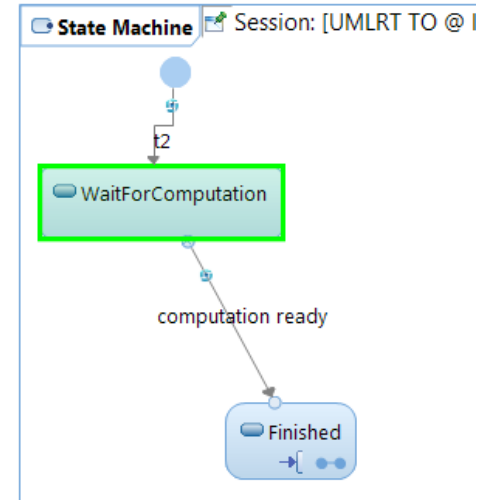 State Machine
Session: [UMLRT TO @
t2
WaitForComputation
computation ready
Finished